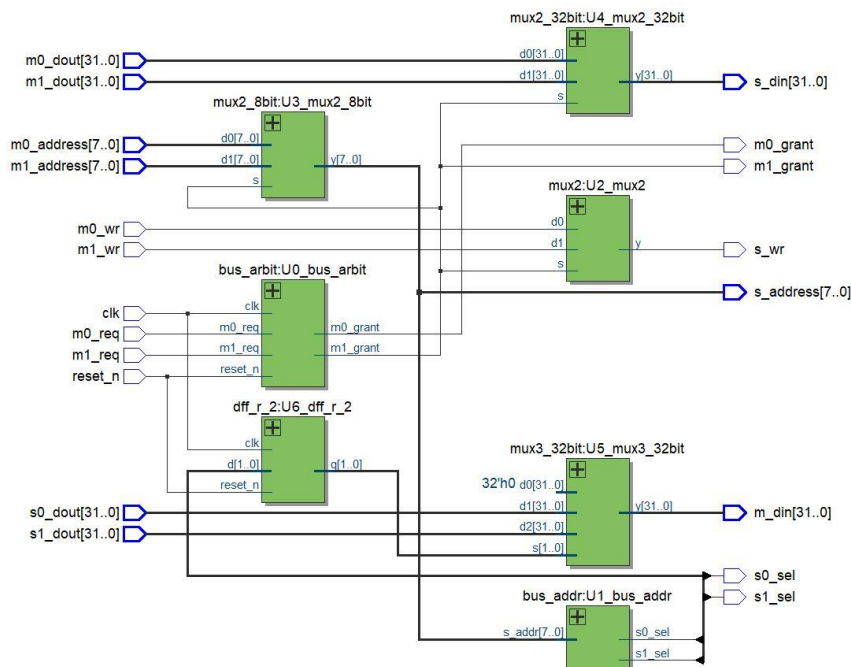 mux2_32bit:U4_mux2_32bit
m0_dout[31..0]
d0[31..0]
m1_dout[31..0]
d1[31..0]
y[31..0]
s_din[31..0]
s
mux2_8bit:U3_mux2_8bit
m0_address[7..0]
d0[7..0]
m1_address[7..0]
d1[7..0]
y[7..0]
s
m0_grant
m1_grant
mux2:U2_mux2
m0_wr
d0
m1_wr
d1
y
s_wr
s
bus_arbit:U0_bus_arbit
s_address[7..0]
clk
clk
m0_req
m0_req
m0_grant
m1_req
m1_req
m1_grant
reset_n
reset_n
dff_r_2:U6_dff_r_2
clk
d[1..0]
q[1..0]
reset_n
mux3_32bit:U5_mux3_32bit
32'h0
d0[31..0]
s0_dout[31..0]
d1[31..0]
y[31..0]
m_din[31..0]
s1_dout[31..0]
d2[31..0]
s[1..0]
s0_sel
s1_sel
bus_addr:U1_bus_addr
s_addr[7..0]
s0_sel
s1_sel